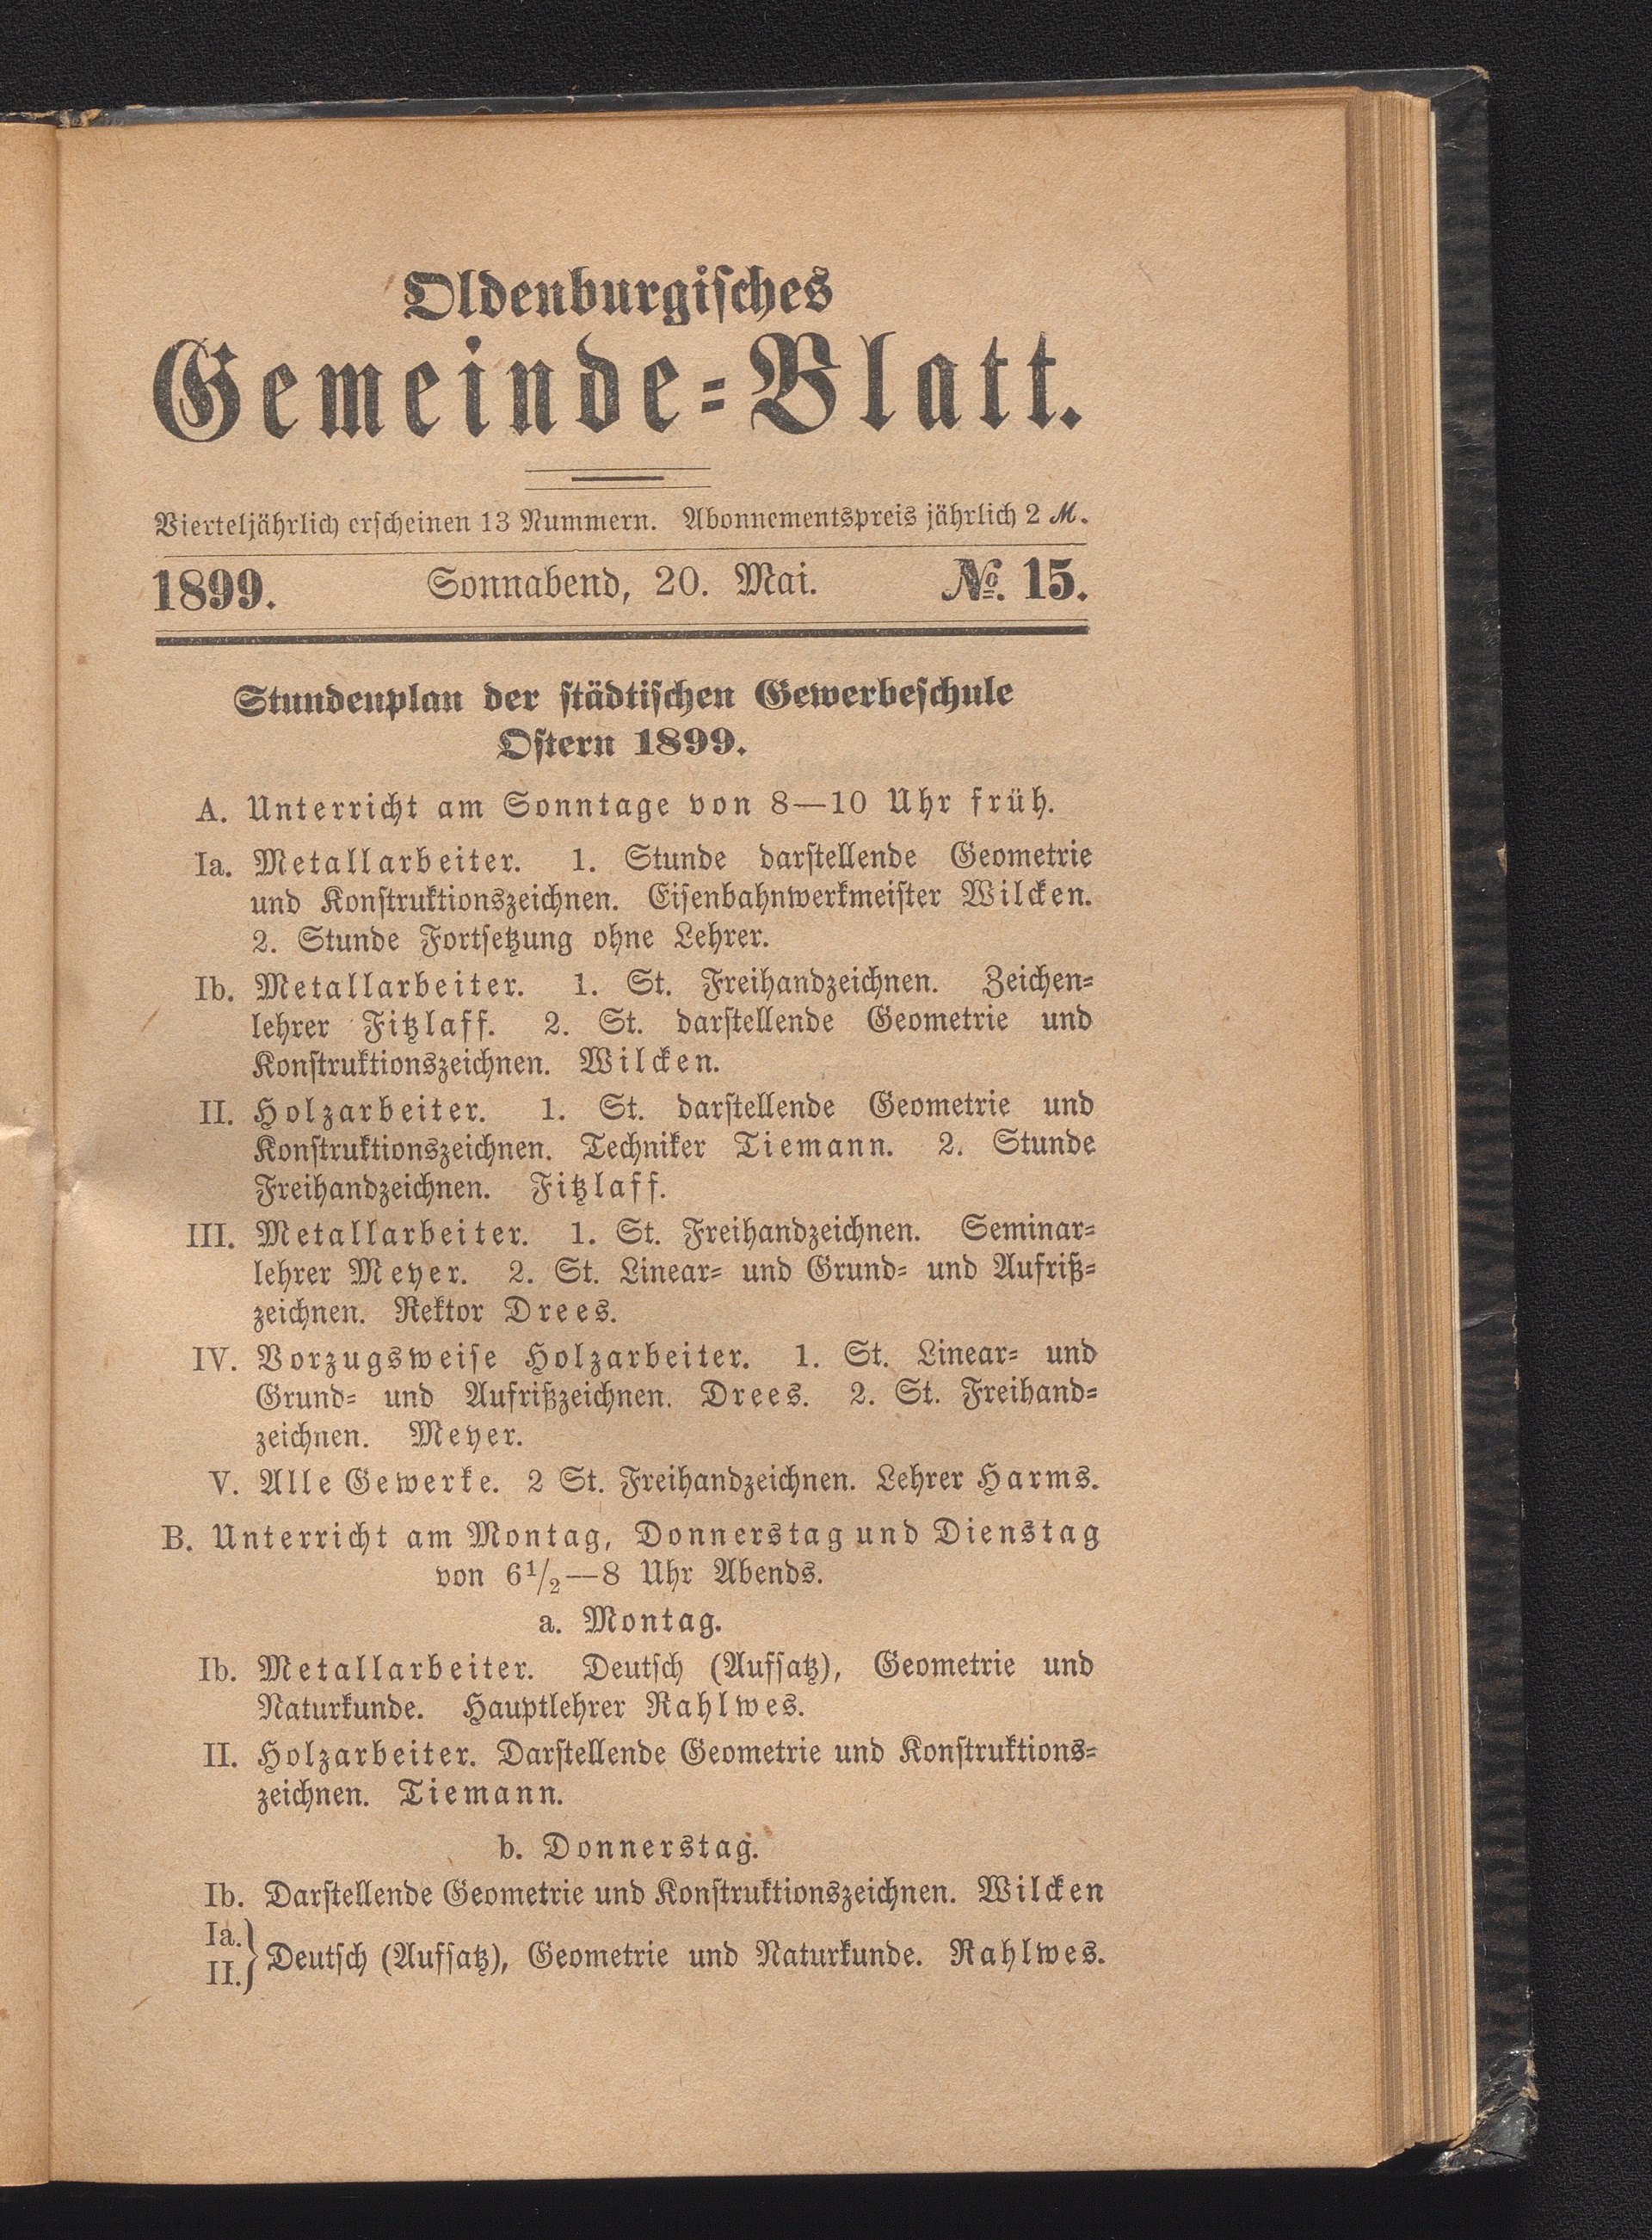 Oldenburgisches
Gemeinde=Blatt.
Vierteljährlich erscheinen 13 Nummern. Abonnementspreis jährlich 2 M.
1899. Sonnabend, 20. Mai. No. 15.
Stundenplan der städtischen Gewerbeschule
Ostern 1899.
A. Unterricht am Sonntage von 8—10 Uhr früh.
Ia. Metallarbeiter. 1. Stunde darstellende Geometrie
und Konstruktionszeichnen. Eisenbahnwerkmeister Wilcken.
2. Stunde Fortsetzung ohne Lehrer.
Ib. Metallarbeiter. 1. St. Freihandzeichnen. Zeichen=
lehrer Fitzlaff. 2. St. darstellende Geometrie und
Konstruktionszeichnen. Wilcken.
II. Holzarbeiter. 1. St. darstellende Geometrie und
Konstruktionszeichnen. Techniker Tiemann. 2. Stunde
Freihandzeichnen. Fitzlaff.
III. Metallarbeiter. 1. St. Freihandzeichnen. Seminar=
lehrer Meyer. 2. St. Linear= und Grund= und Aufriß=
zeichnen. Rektor Drees.
IV. Vorzugsweise Holzarbeiter. 1. St. Linear= und
Grund= und Aufrißzeichnen. Drees. 2. St. Freihand=
zeichnen. Meyer.
V. Alle Gewerke. 2 St. Freihandzeichnen. Lehrer Harms.
B. Unterricht am Montag, Donnerstag und Dienstag
von 6 1/2—8 Uhr Abends.
a. Montag.
Ib. Metallarbeiter. Deutsch (Aufsatz), Geometrie und
Naturkunde. Hauptlehrer Rahlwes.
II. Holzarbeiter. Darstellende Geometrie und Konstruktions=
zeichnen. Tiemann.
b. Donnerstag.
Ib. Darstellende Geometrie und Konstruktionszeichnen. Wilcken
Ia.
II. } Deutsch (Aufsatz), Geometrie und Naturkunde. Rahlwes.